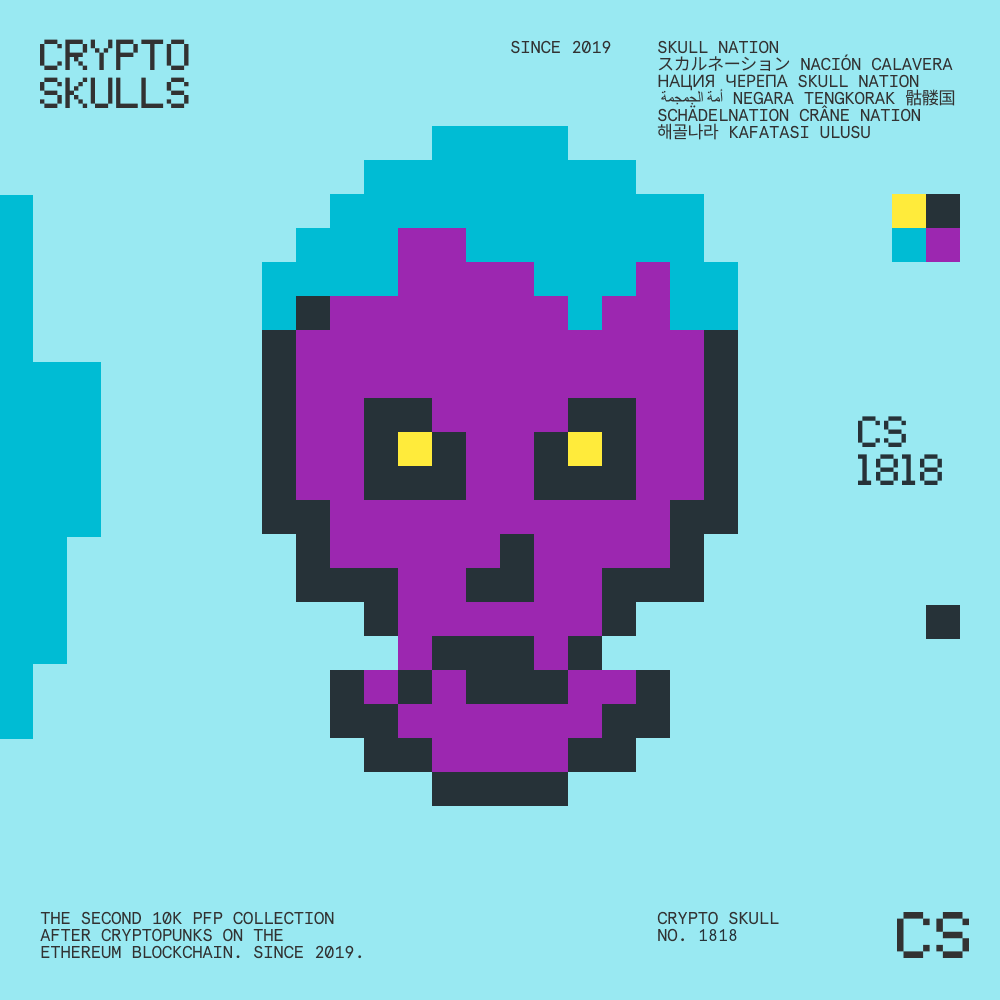 CRYPTO
SKULLS
SINCE 2019
SKULL NATION
スカルネーション NACIÓN CALAVERA
НАЦИЯ ЧЕРЕПА SKULL NATION
أمة الجمجمة NEGARA TENGKORAK 骷髅国
SCHÄDELNATION CRÂNE NATION
해골나라 KAFATASI ULUSU
CS
1818
THE SECOND 10K PFP COLLECTION
AFTER CRYPTOPUNKS ON THE
ETHEREUM BLOCKCHAIN. SINCE 2019.
CRYPTO SKULL
NO. 1818
CS